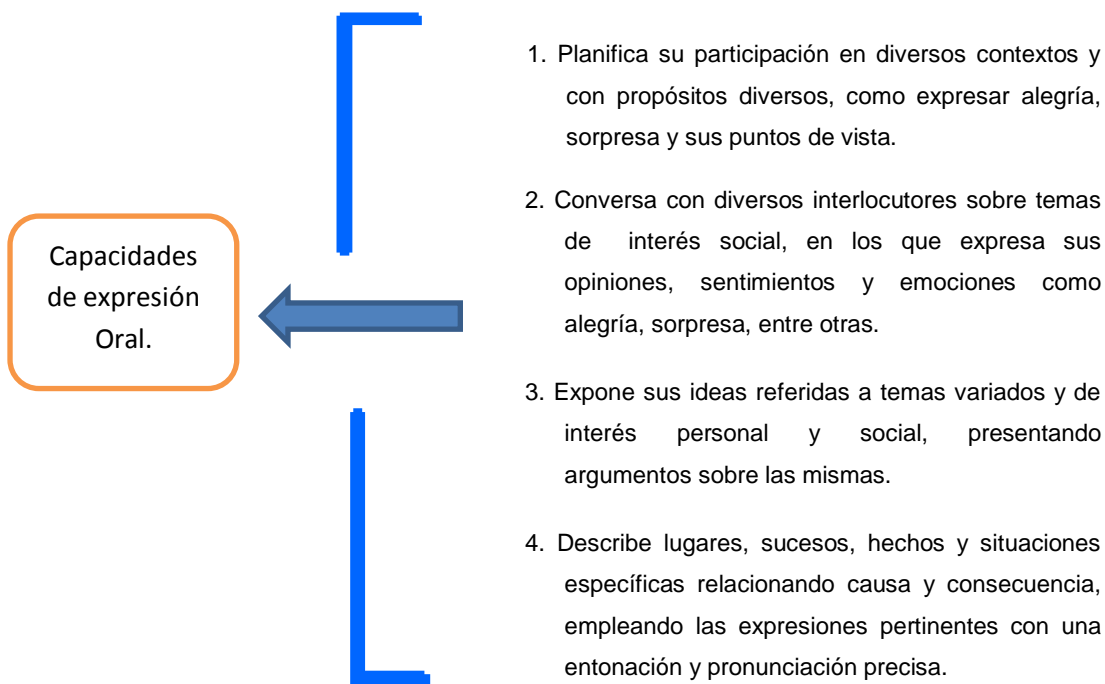 Capacidades
de expresión
Oral.
1. Planifica su participación en diversos contextos y
con propósitos diversos, como expresar alegría,
sorpresa y sus puntos de vista.
2. Conversa con diversos interlocutores sobre temas
de interés social, en los que expresa sus
opiniones, sentimientos y emociones como
alegría, sorpresa, entre otras.
3. Expone sus ideas referidas a temas variados y de
interés personal y social, presentando
argumentos sobre las mismas.
4. Describe lugares, sucesos, hechos y situaciones
específicas relacionando causa y consecuencia,
empleando las expresiones pertinentes con una
entonación y pronunciación precisa.